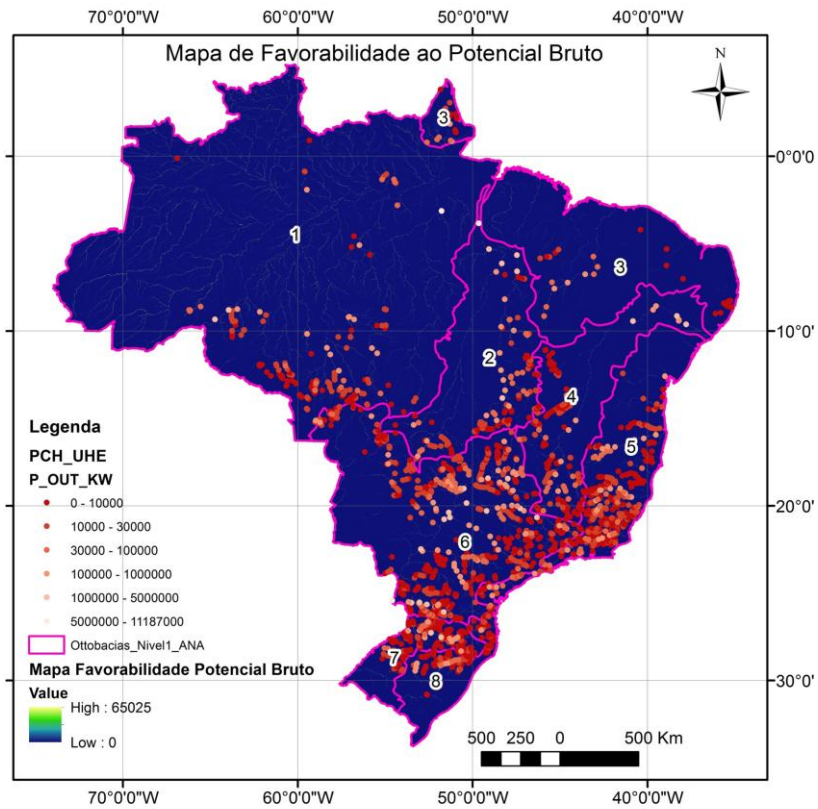 70°0'0"W 60°0'0"W 50°0'0"W 40°0'0"W
Mapa de Favorabilidade ao Potencial Bruto
N
3
0°0'0
1
3
10°0'
2
4
5
Legenda
PCH_UHE
P_OUT_KW
0 - 10000
10000 - 30000
30000 - 100000
100000 - 1000000
1000000 - 5000000
5000000 - 11187000
Ottobacias_Nivel1_ANA
Mapa Favorabilidade Potencial Bruto
Value
High : 65025
Low : 0
20°0'
6
7
8
30°0'
500 250 0 500 Km
70°0'0"W 60°0'0"W 50°0'0"W 40°0'0"W